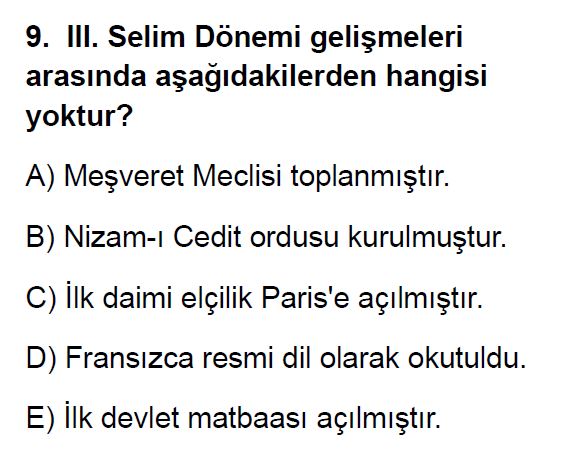 9. III. Selim Dönemi gelişmeleri
arasında aşağıdakilerden hangisi
yoktur?
A) Meşveret Meclisi toplanmıştır.
B) Nizam-ı Cedit ordusu kurulmuştur.
C) İlk daimi elçilik Paris'e açılmıştır.
D) Fransızca resmi dil olarak okutuldu.
E) İlk devlet matbaası açılmıştır.